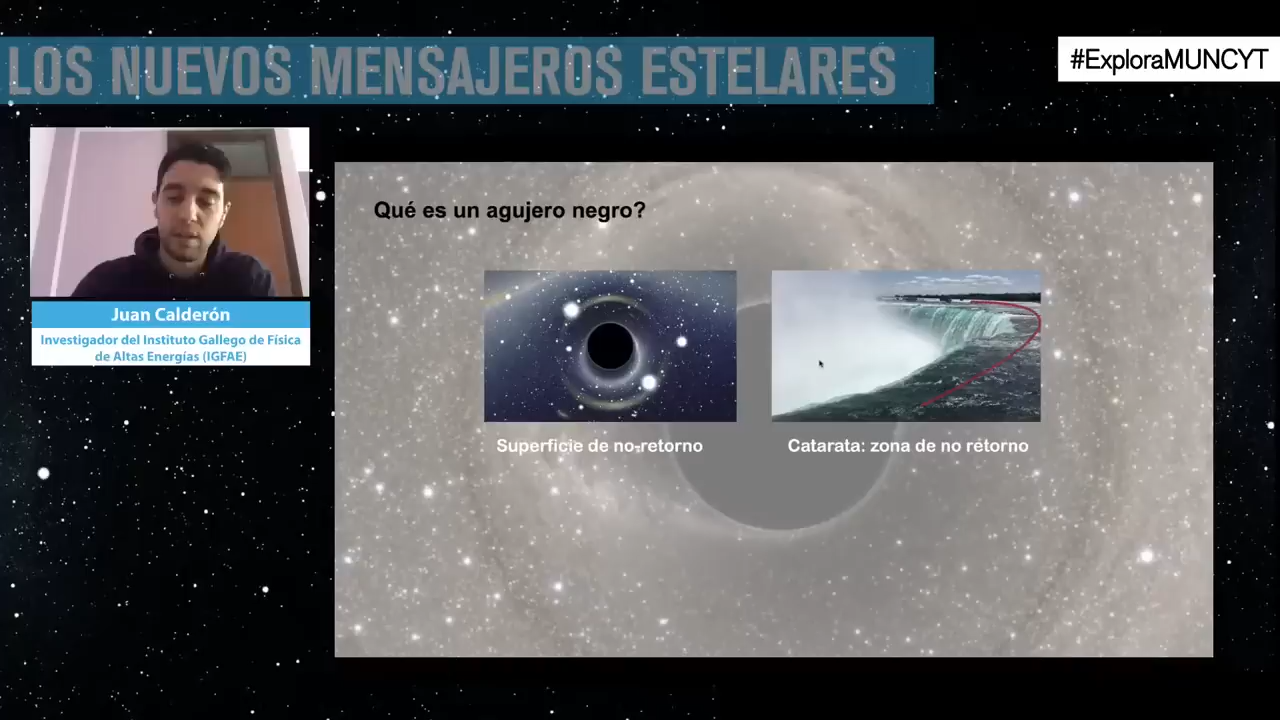 LOS NUEVOS MENSAJEROS ESTELARES
#ExploraMUNCYT
Juan Calderón
Investigador del Instituto Gallego de Física
de Altas Energías (IGFAE)
Qué es un agujero negro?
Superficie de no-retorno
Catarata: zona de no retorno